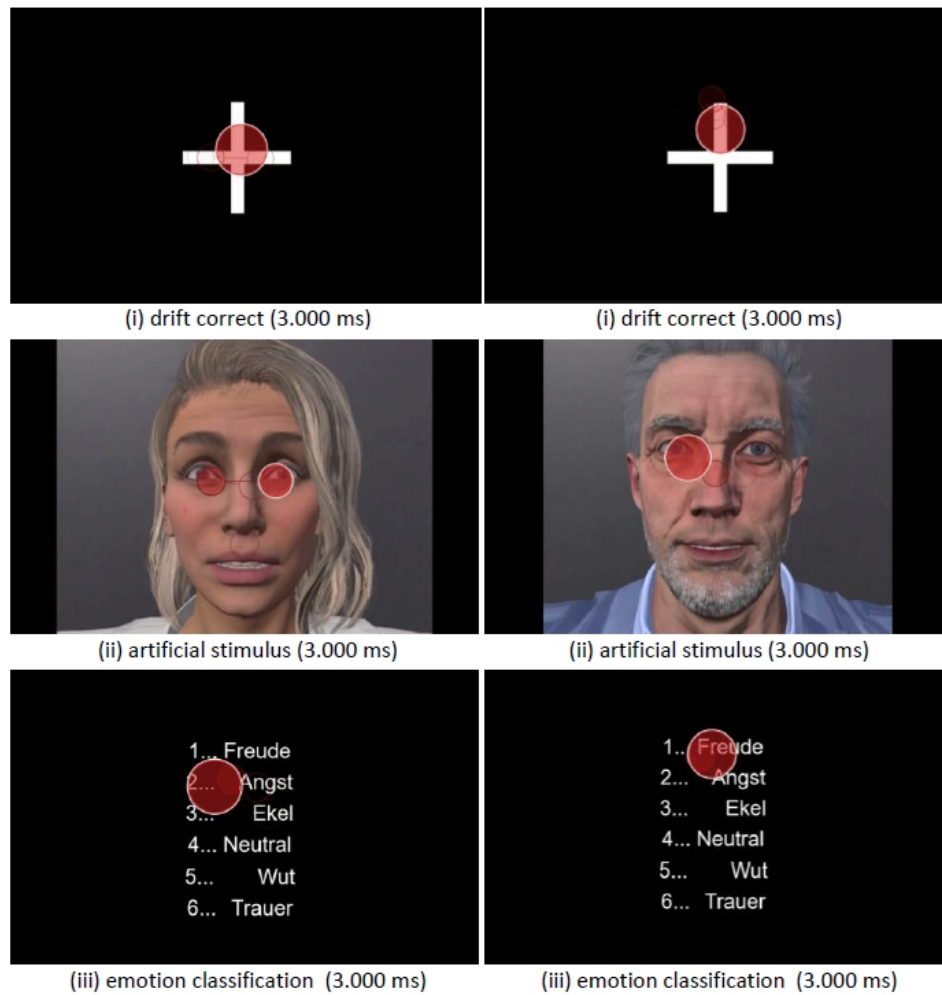 (i) drift correct (3.000 ms)
(i) drift correct (3.000 ms)
(ii) artificial stimulus (3.000 ms)
(ii) artificial stimulus (3.000 ms)
1... Freude
2... Angst
3... Ekel
4... Neutral
5... Wut
6... Trauer
1.. Freude
2... Angst
3... Ekel
4... Neutral
5... Wut
6... Trauer
(iii) emotion classification (3.000 ms)
(iii) emotion classification (3.000 ms)